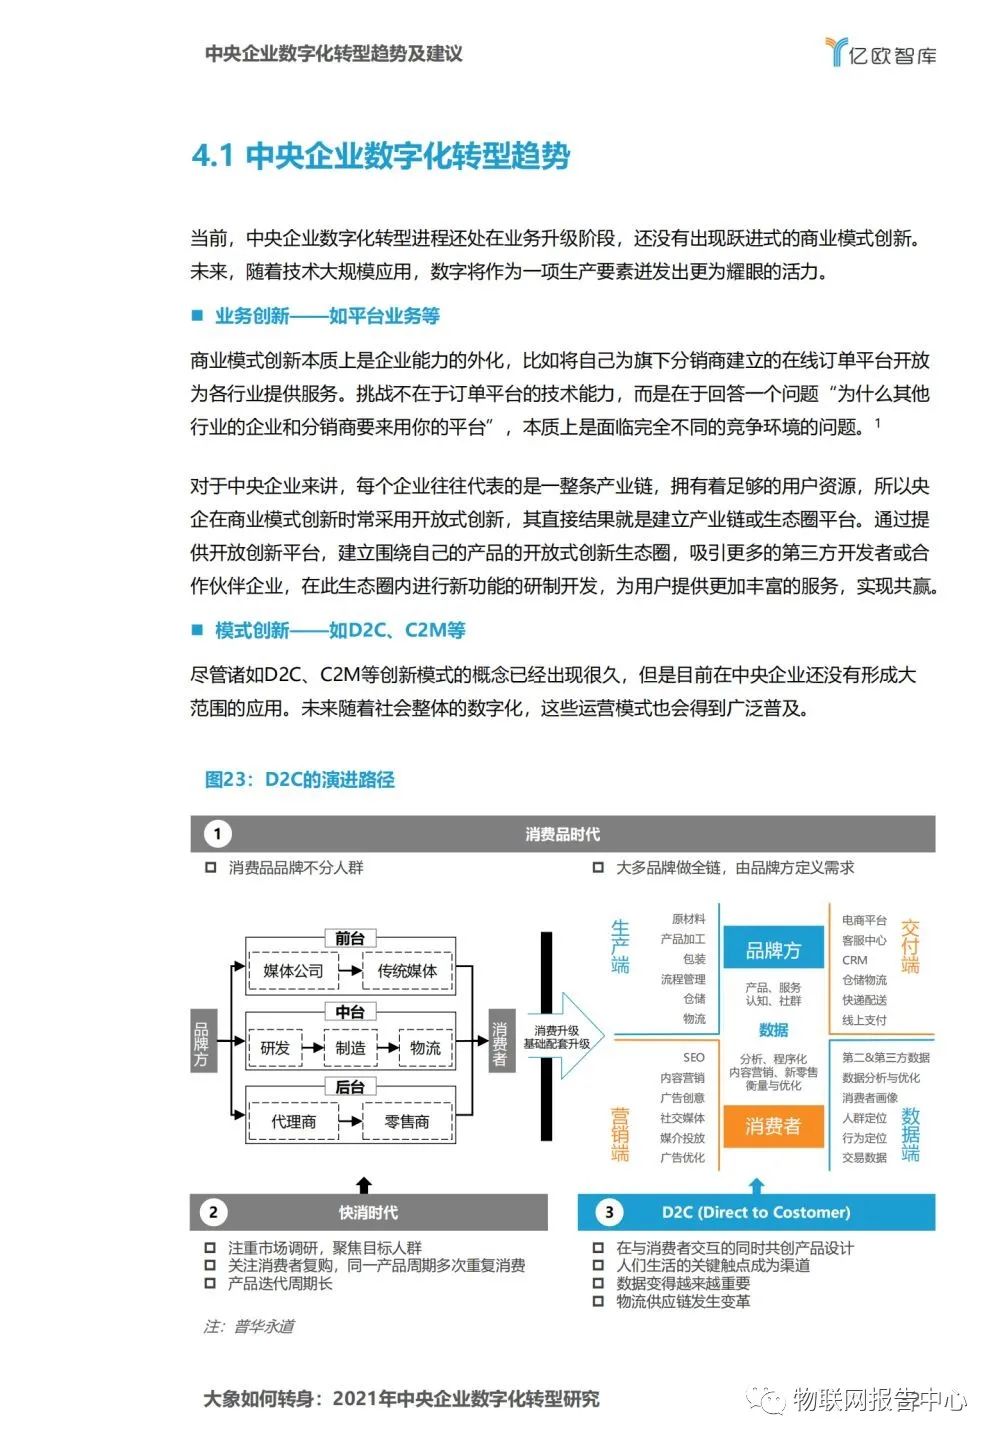 中央企业数字化转型趋势及建议
亿欧智库
4.1 中央企业数字化转型趋势
当前，中央企业数字化转型进程还处在业务升级阶段，还没有出现跃进式的商业模式创新。
未来，随着技术大规模应用，数字将作为一项生产要素迸发出更为耀眼的活力。
■ 业务创新——如平台业务等
商业模式创新本质上是企业能力的外化，比如将自己为旗下分销商建立的在线订单平台开放
为各行业提供服务。挑战不在于订单平台的技术能力，而是在于回答一个问题“为什么其他
行业的企业和分销商要来用你的平台”，本质上是面临完全不同的竞争环境的问题。1
对于中央企业来讲，每个企业往往代表的是一整条产业链，拥有着足够的用户资源，所以央
企在商业模式创新时常采用开放式创新，其直接结果就是建立产业链或生态圈平台。通过提
供开放创新平台，建立围绕自己的产品的开放式创新生态圈，吸引更多的第三方开发者或合
作伙伴企业，在此生态圈内进行新功能的研制开发，为用户提供更加丰富的服务，实现共赢。
■ 模式创新——如D2C、C2M等
尽管诸如D2C、C2M等创新模式的概念已经出现很久，但是目前在中央企业还没有形成大
范围的应用。未来随着社会整体的数字化，这些运营模式也会得到广泛普及。
图23：D2C的演进路径
1 消费品时代
消费品品牌不分人群
大多品牌做全链，由品牌方定义需求
品牌方
前台
媒体公司
传统媒体
中台
研发
制造
物流
后台
代理商
零售商
消费者
消费升级
基础配套升级
生产端
原材料
产品加工
包装
流程管理
仓储
物流
品牌方
产品、服务
认知、社群
数据
分析、程序化
内容营销、新零售
衡量与优化
消费者
电商平台
客服中心
CRM
仓储物流
快递配送
线上支付
交付端
营销端
SEO
内容营销
广告创意
社交媒体
媒介投放
广告优化
第二&第三方数据
数据分析与优化
消费者画像
人群定位
行为定位
交易数据
数据端
2 快消时代
注重市场调研，聚焦目标人群
关注消费者复购，同一产品周期多次重复消费
产品迭代周期长
3 D2C (Direct to Costomer)
在与消费者交互的同时共创产品设计
人们生活的关键触点成为渠道
数据变得越来越重要
物流供应链发生变革
注：普华永道
大象如何转身：2021年中央企业数字化转型研究
物联网报告中心